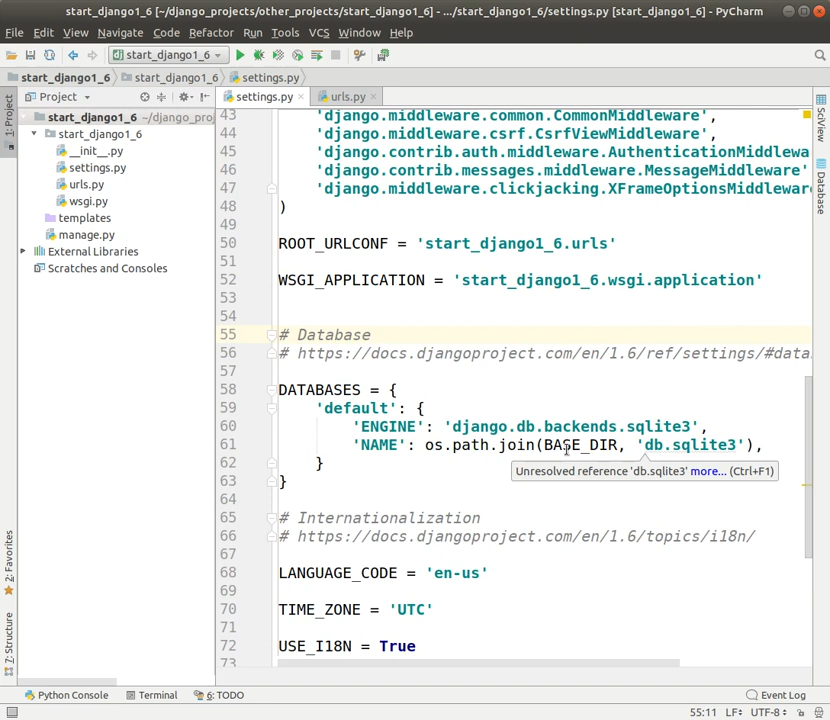 start_django1_6 [~/django_projects/other_projects/start_django1_6] - .../start_django1_6/settings.py [start_django1_6] - PyCharm
File Edit View Navigate Code Refactor Run Tools VCS Window Help
start_django1_6
start_django1_6 start_django1_6 settings.py
Project
settings.py urls.py
1: Project
2: Favorites
7: Structure
SciView
Database
start_django1_6 ~/django_proj
start_django1_6
__init__.py
settings.py
urls.py
wsgi.py
templates
manage.py
External Libraries
Scratches and Consoles
43 'django.middleware.common.CommonMiddleware',
44 'django.middleware.csrf.CsrfViewMiddleware',
45 'django.contrib.auth.middleware.AuthenticationMiddlewa
46 'django.contrib.messages.middleware.MessageMiddleware'
47 'django.middleware.clickjacking.XFrameOptionsMiddlewar
48 )
49
50 ROOT_URLCONF = 'start_django1_6.urls'
51
52 WSGI_APPLICATION = 'start_django1_6.wsgi.application'
53
54
55 # Database
56 # https://docs.djangoproject.com/en/1.6/ref/settings/#data
57
58 DATABASES = {
59 'default': {
60 'ENGINE': 'django.db.backends.sqlite3',
61 'NAME': os.path.join(BASE_DIR, 'db.sqlite3'),
62 }
63 }
Unresolved reference 'db.sqlite3' more... (Ctrl+F1)
64
65 # Internationalization
66 # https://docs.djangoproject.com/en/1.6/topics/i18n/
67
68 LANGUAGE_CODE = 'en-us'
69
70 TIME_ZONE = 'UTC'
71
72 USE_I18N = True
73
Python Console Terminal 6: TODO Event Log
55:11 LF UTF-8